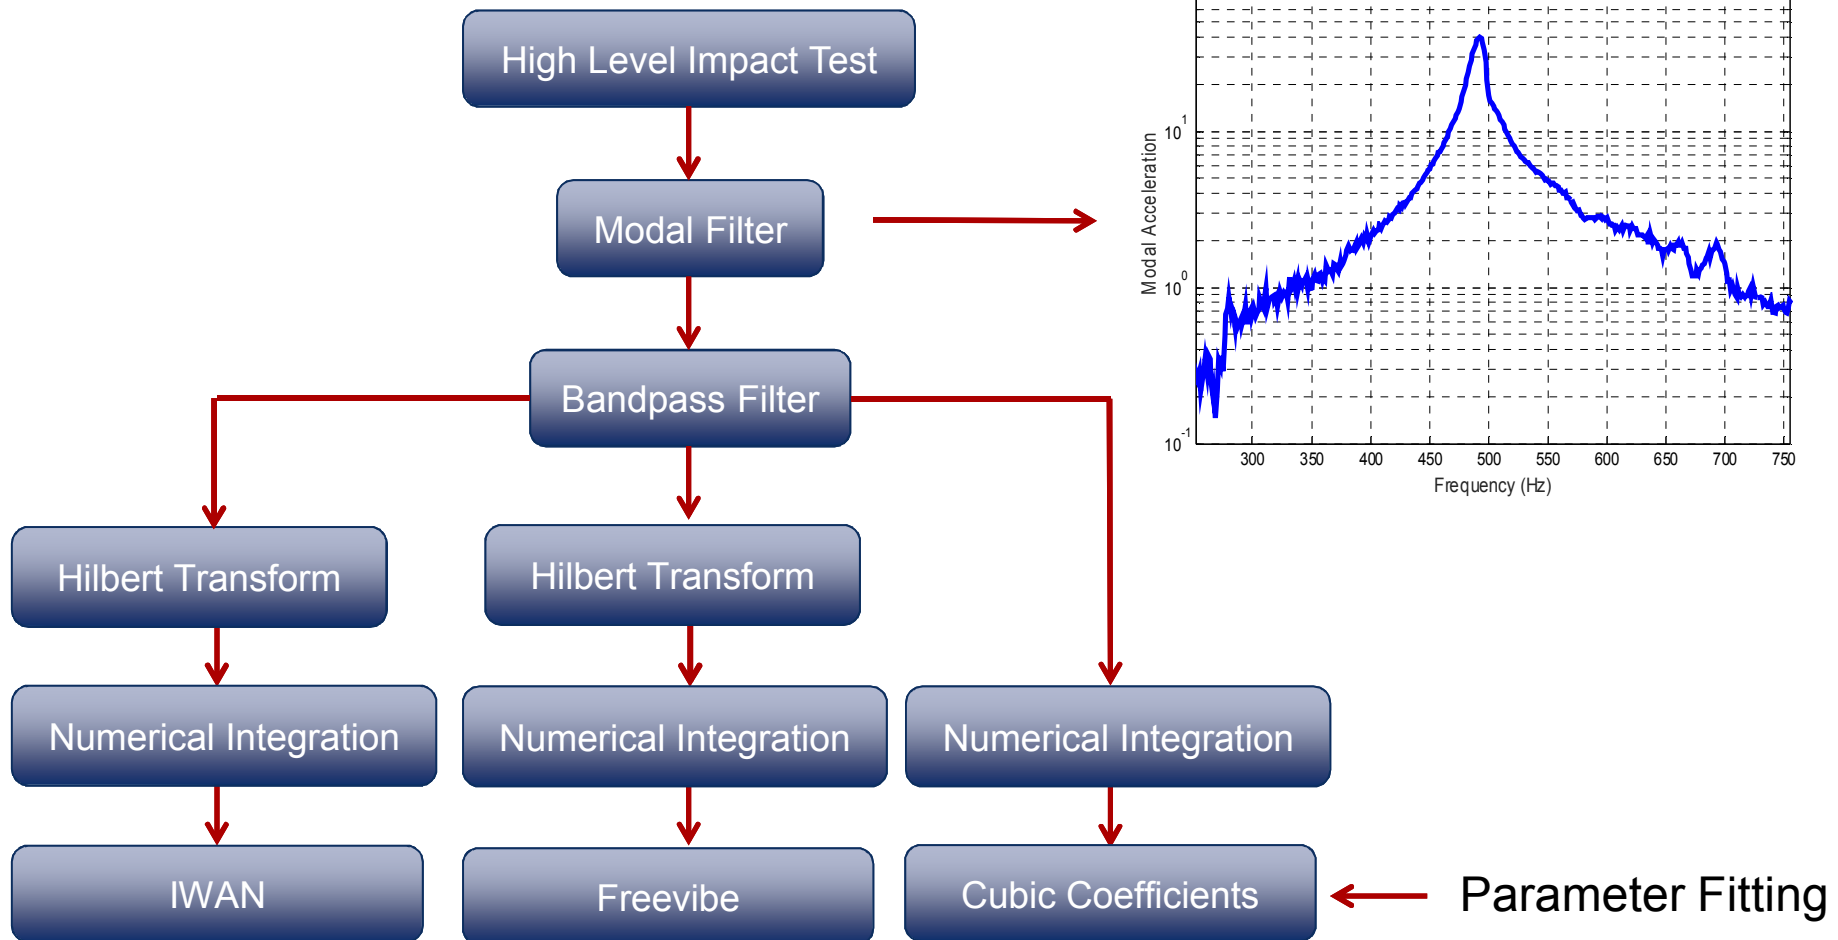 High Level Impact Test
Modal Filter
Bandpass Filter
Hilbert Transform
Hilbert Transform
Numerical Integration
Numerical Integration
Numerical Integration
IWAN
Freevibe
Cubic Coefficients
Parameter Fitting
Modal Acceleration
10^1
10^0
10^-1
300 350 400 450 500 550 600 650 700 750
Frequency (Hz)